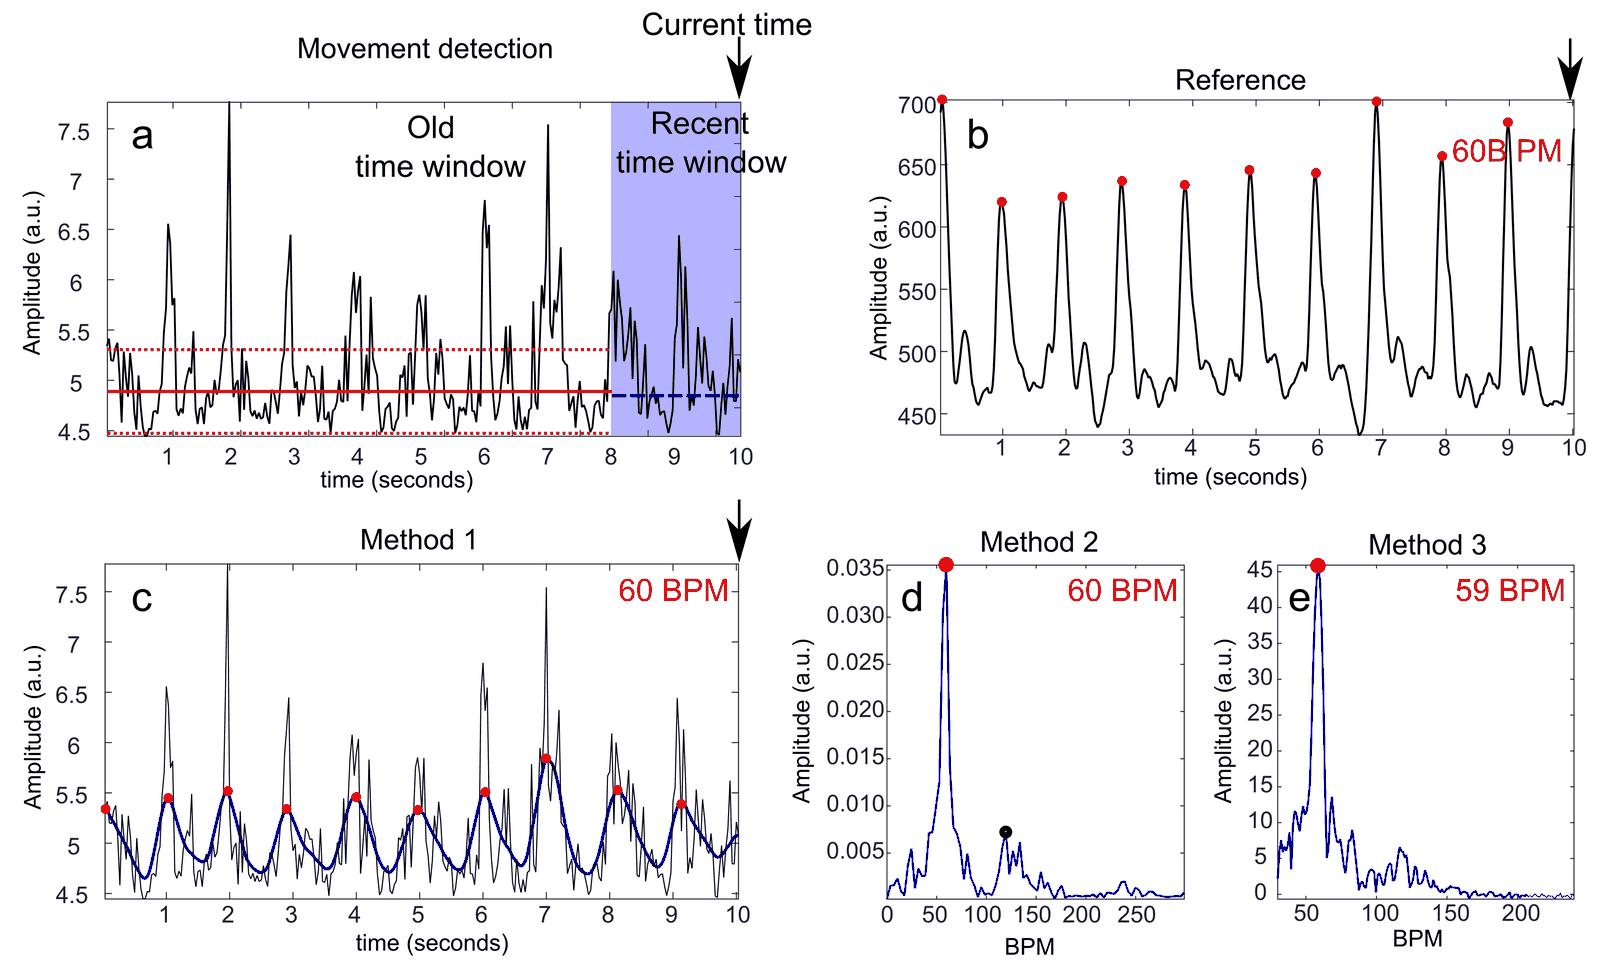 Current time
Movement detection
a
Old
time window
Recent
time window
7.5
7
6.5
6
5.5
5
4.5
Amplitude (a.u.)
1 2 3 4 5 6 7 8 9 10
time (seconds)
Reference
b
60B PM
700
650
600
550
500
450
Amplitude (a.u.)
1 2 3 4 5 6 7 8 9 10
time (seconds)
Method 1
c
60 BPM
7.5
7
6.5
6
5.5
5
4.5
Amplitude (a.u.)
1 2 3 4 5 6 7 8 9 10
time (seconds)
Method 2
d
60 BPM
0.035
0.030
0.025
0.020
0.015
0.010
0.005
Amplitude (a.u.)
0 50 100 150 200 250
BPM
Method 3
e
59 BPM
45
40
35
30
25
20
15
10
5
0
Amplitude (a.u.)
50 100 150 200
BPM